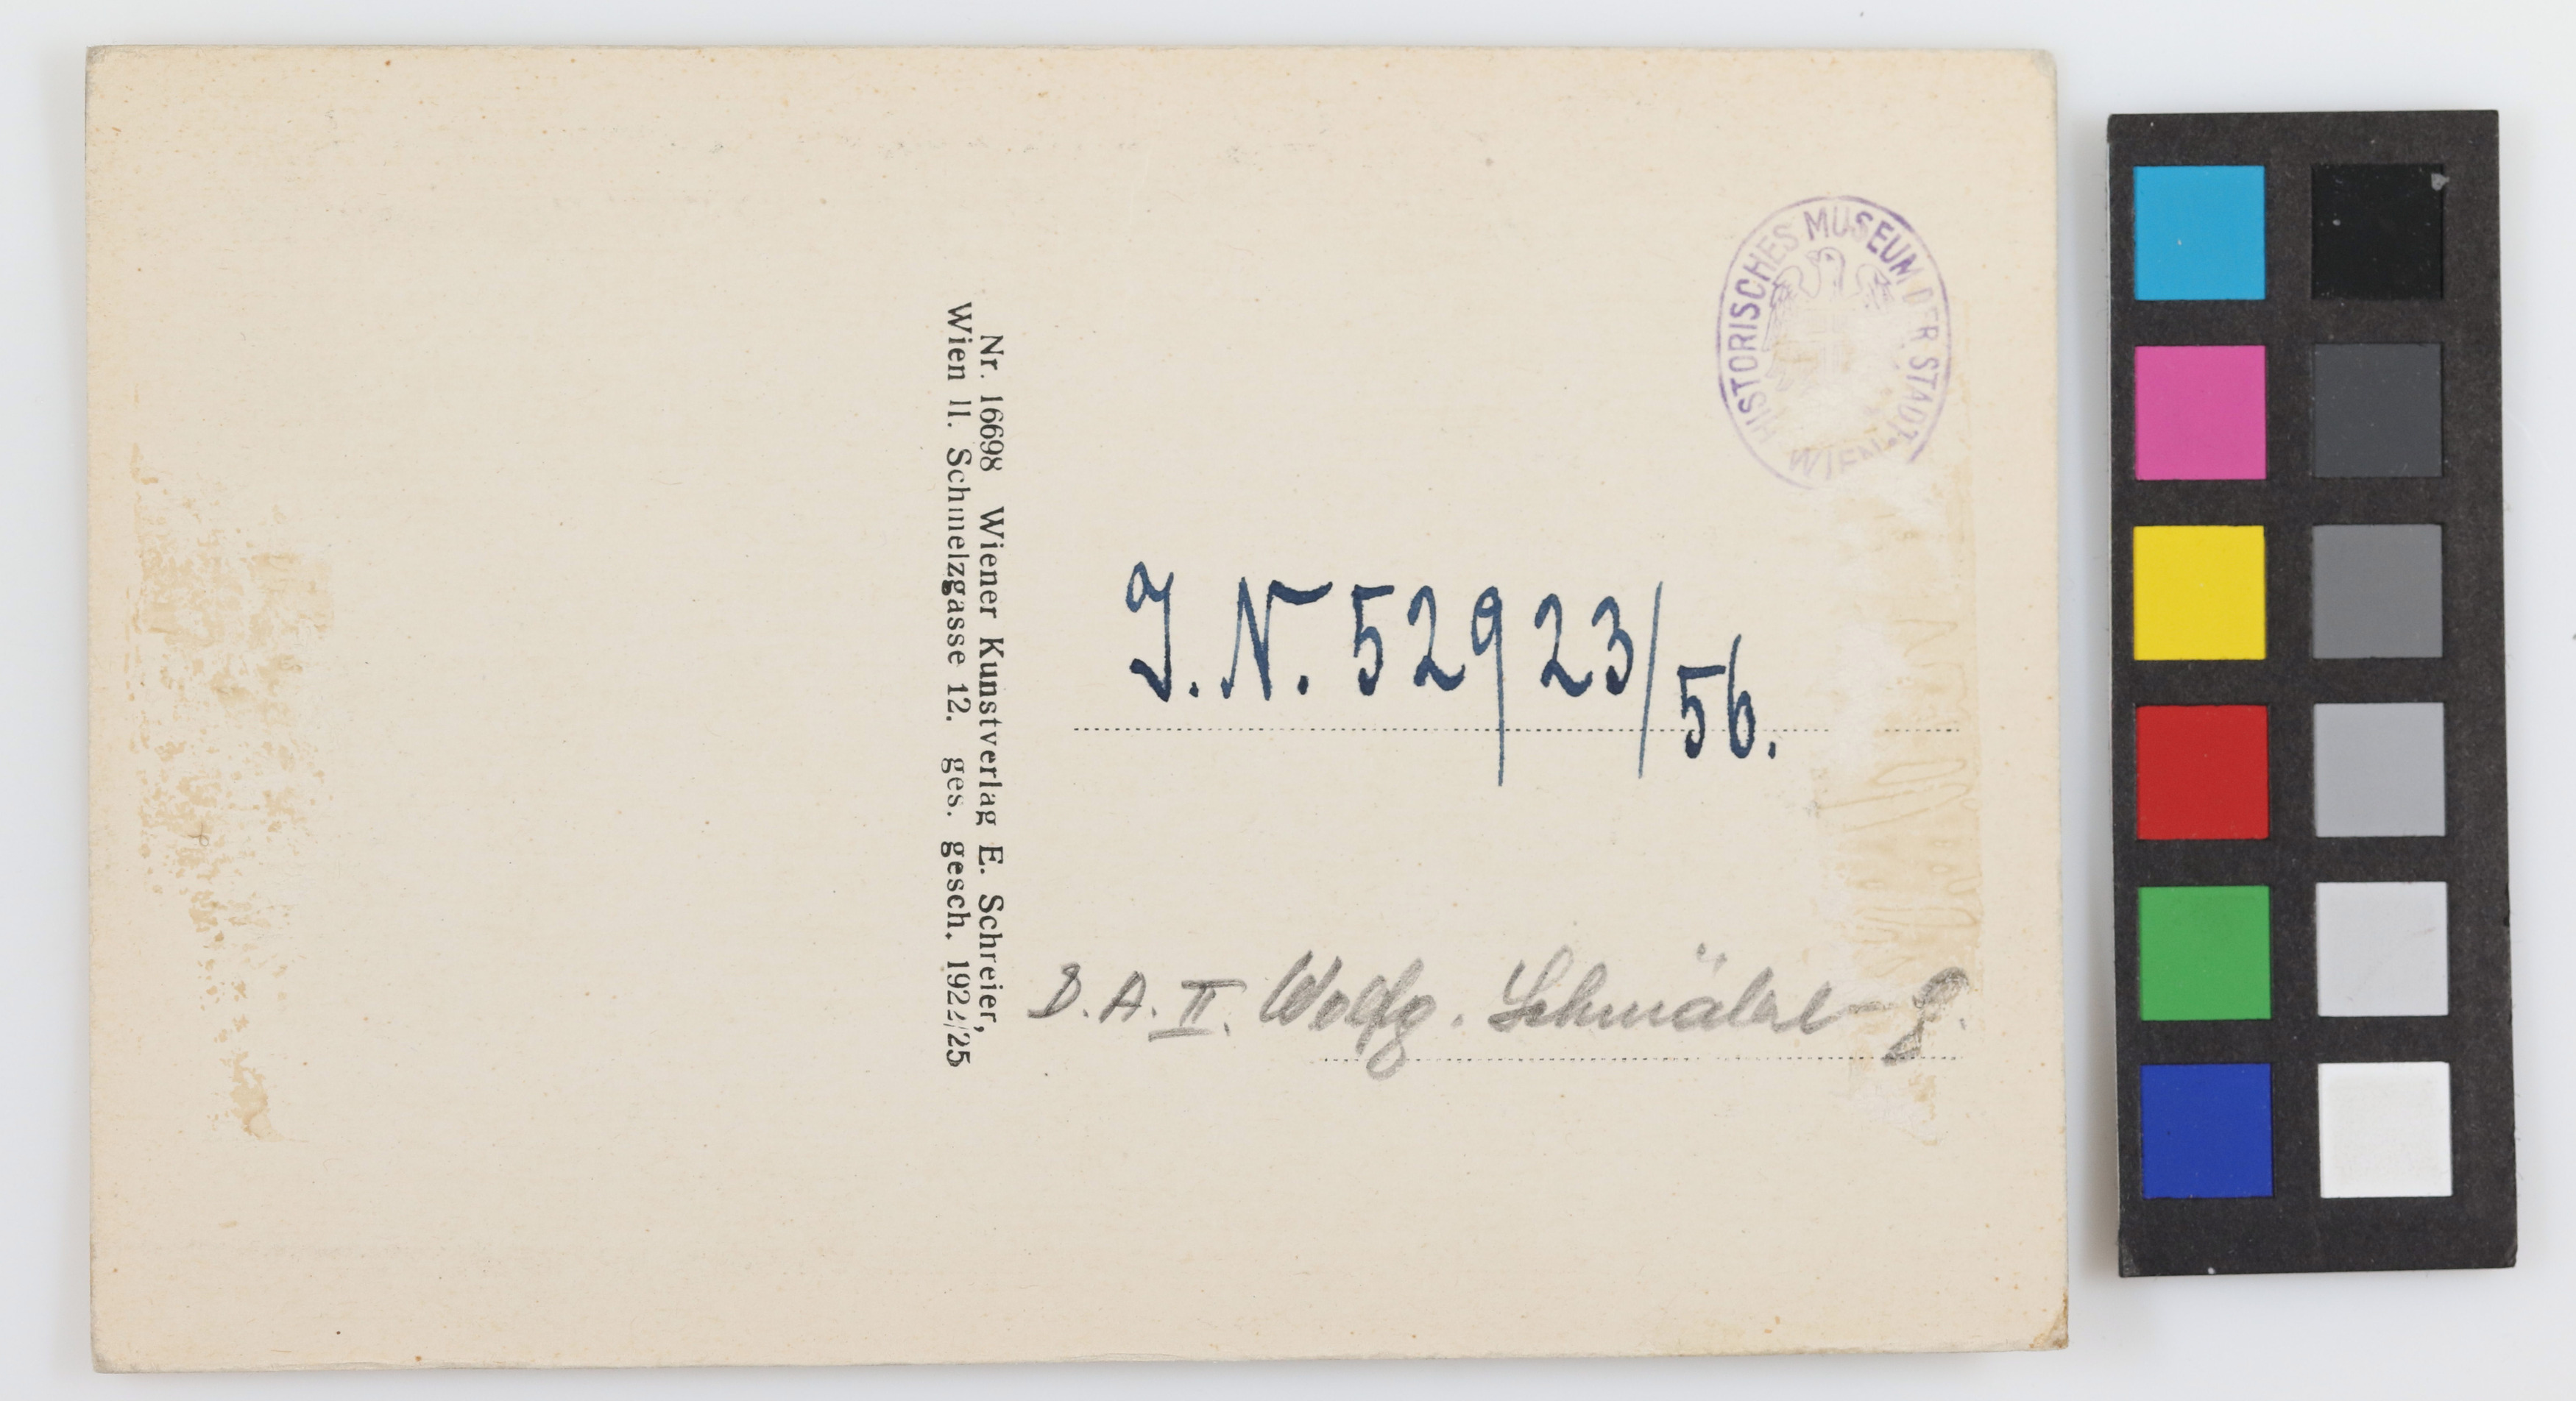 HISTORISCHES MUSEUM DER STADT WIEN
Nr. 16698 Wiener Kunstverlag E. Schreier,
Wien II. Schmelzgasse 12. ges. gesch. 1922/25
J. N. 52923/56.
D. A. II. Wolfg. Schmälzl-g.